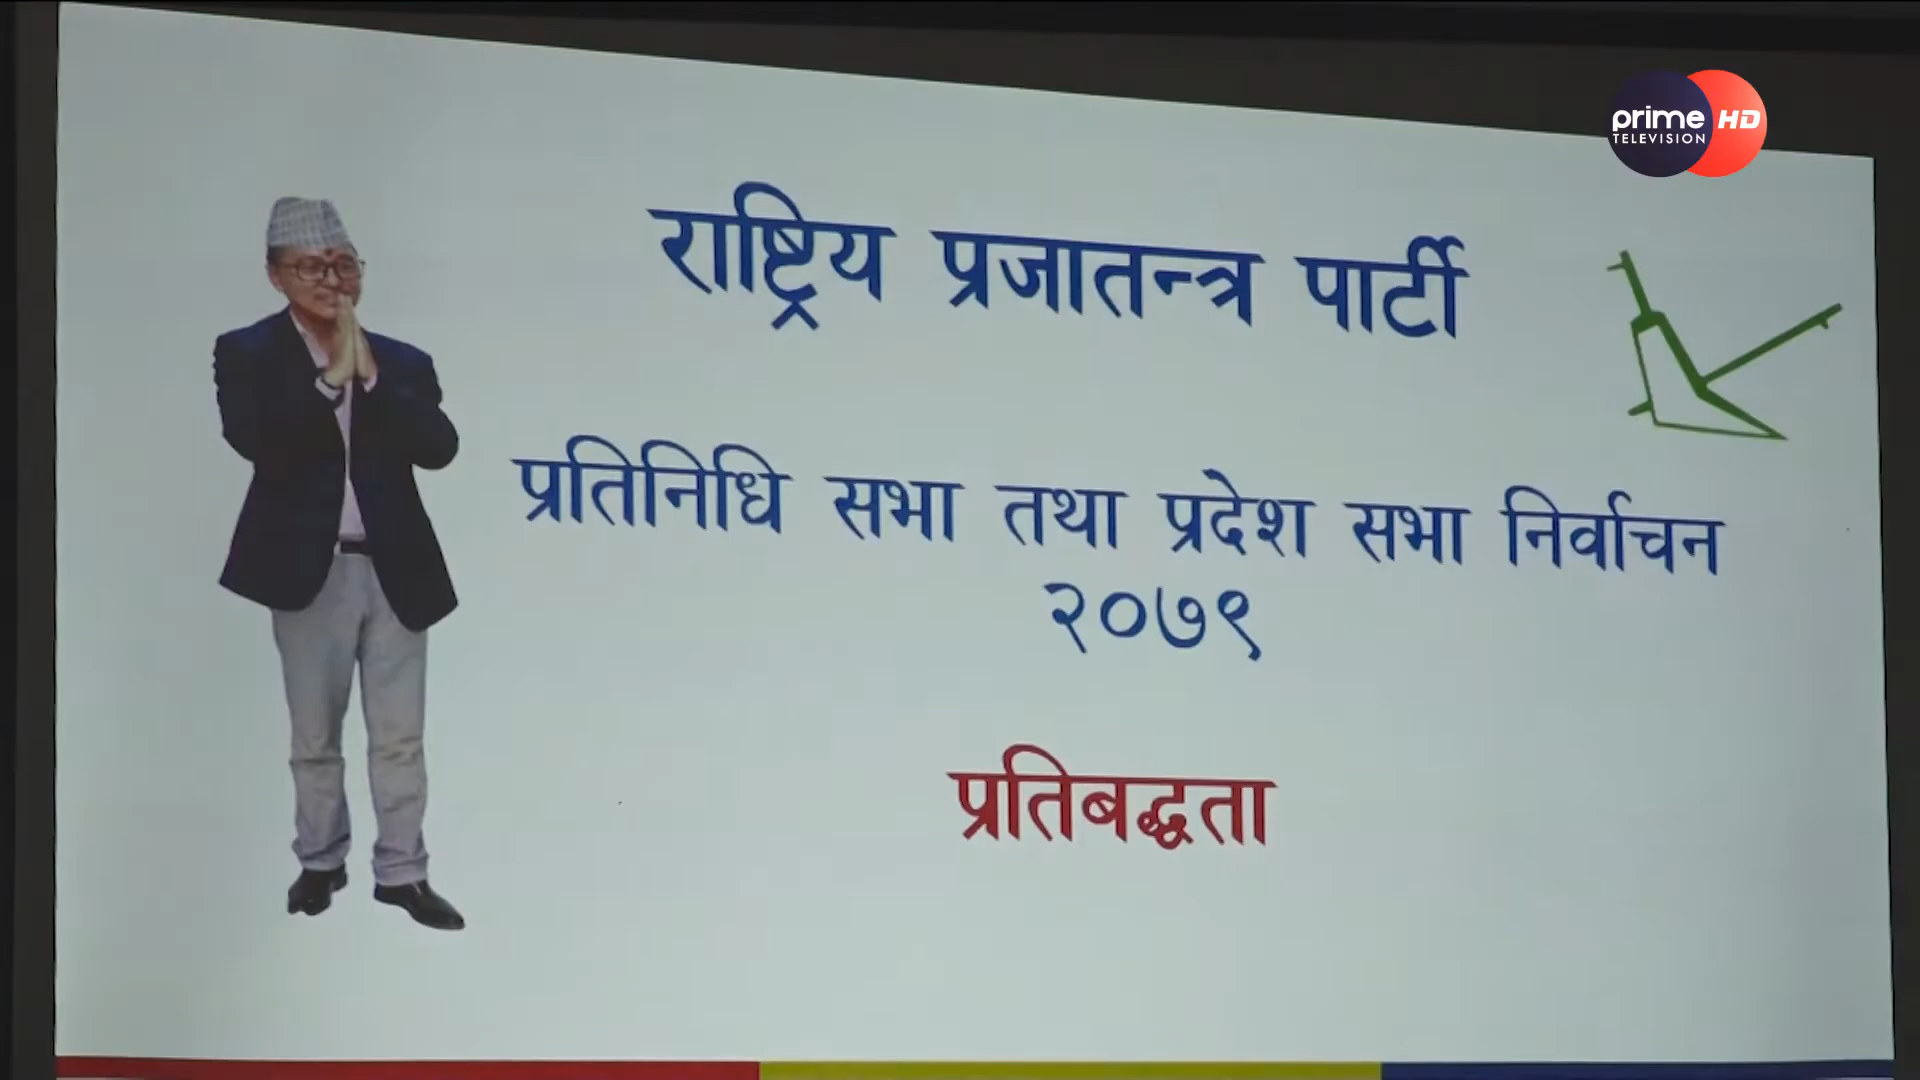 prime HD
TELEVISION
राष्ट्रिय प्रजातन्त्र पार्टी
प्रतिनिधि सभा तथा प्रदेश सभा निर्वाचन
२०७९
प्रतिबद्धता